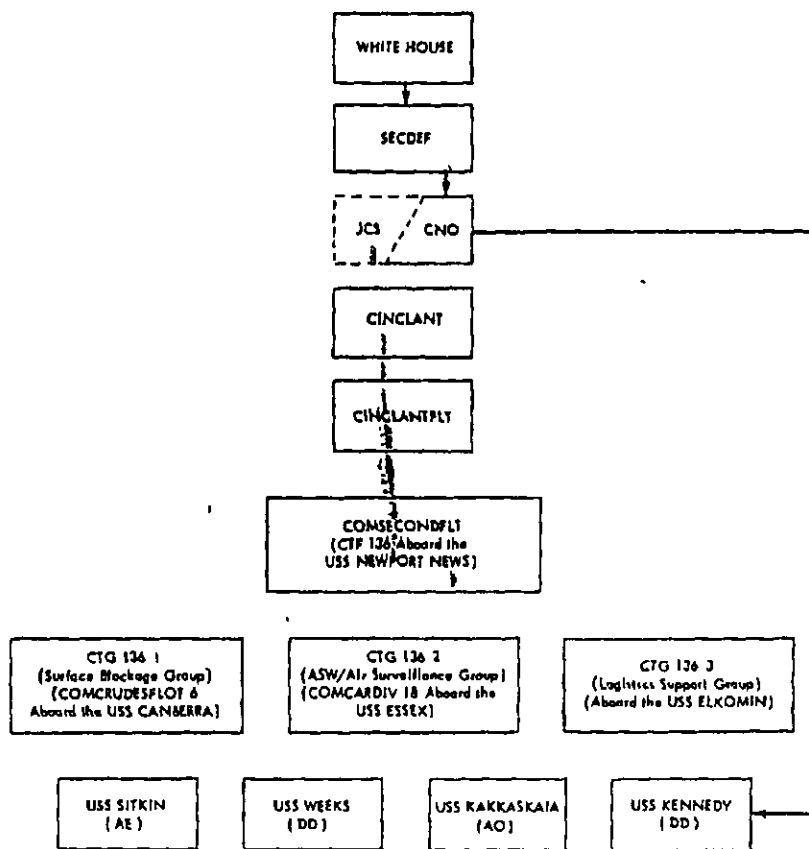 WHITE HOUSE
SECDEF
JCS
CNO
CINCLANT
CINCLANTFLT
COMSECONDFLT
(CTF 136 Aboard the
USS NEWPORT NEWS)
CTG 136 1
(Surface Blockage Group)
(COMCRUDESFLOT 6
Aboard the USS CANBERRA)
CTG 136 2
(ASW/Air Surveillance Group)
(COMCARDIV 18 Aboard the
USS ESSEX)
CTG 136 3
(Logistics Support Group)
(Aboard the USS ELKOMIN)
USS SITKIN
(AE)
USS WEEKS
(DD)
USS KAKKASKAIA
(AO)
USS KENNEDY
(DD)